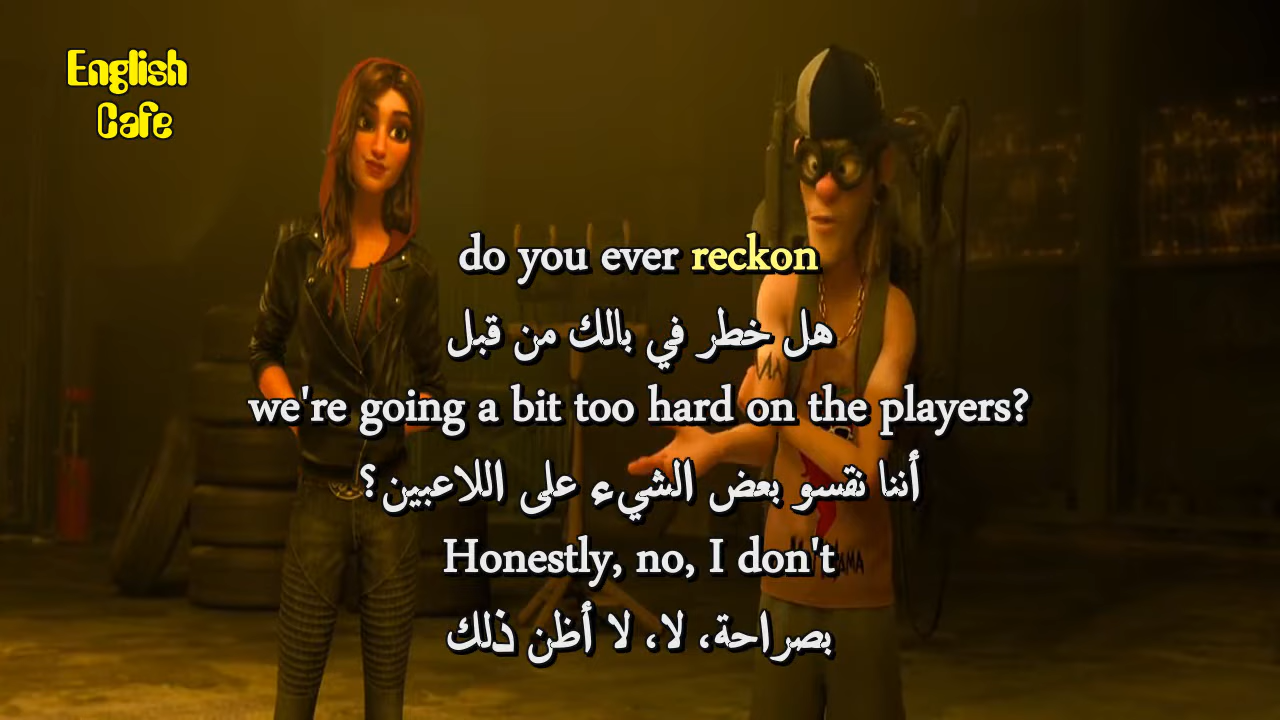 English
Cafe
do you ever reckon
هل خطر في بالك من قبل
we're going a bit too hard on the players?
أننا نقسو بعض الشيء على اللاعبين؟
Honestly, no, I don't
بصراحة، لا، لا أظن ذلك